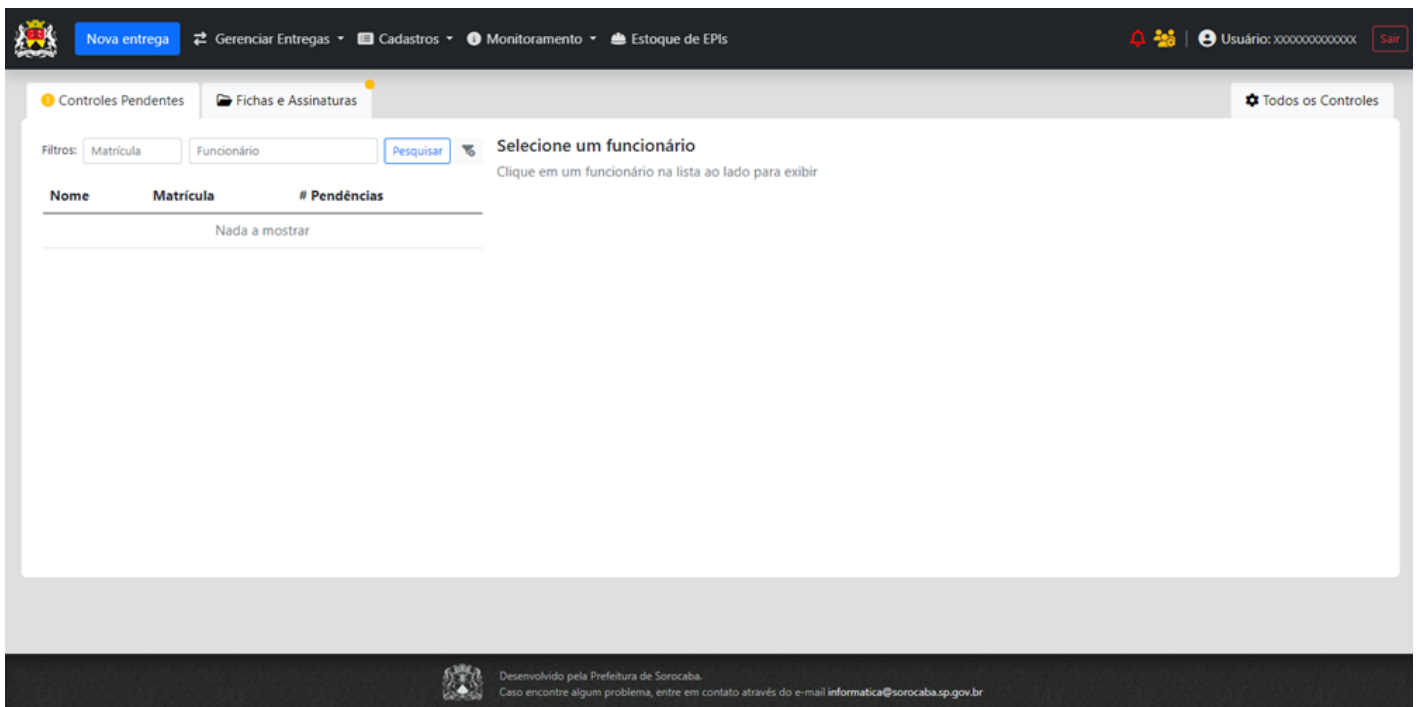 Nova entrega Gerenciar Entregas Cadastros Monitoramento Estoque de EPIs Usuário: xxxxxxxxxxxxx Sair
Controles Pendentes Fichas e Assinaturas Todos os Controles
Filtros: Matrícula Funcionário Pesquisar
Nome Matrícula # Pendências
Nada a mostrar
Selecione um funcionário
Clique em um funcionário na lista ao lado para exibir
Desenvolvido pela Prefeitura de Sorocaba.
Caso encontre algum problema, entre em contato através do e-mail informatica@sorocaba.sp.gov.br